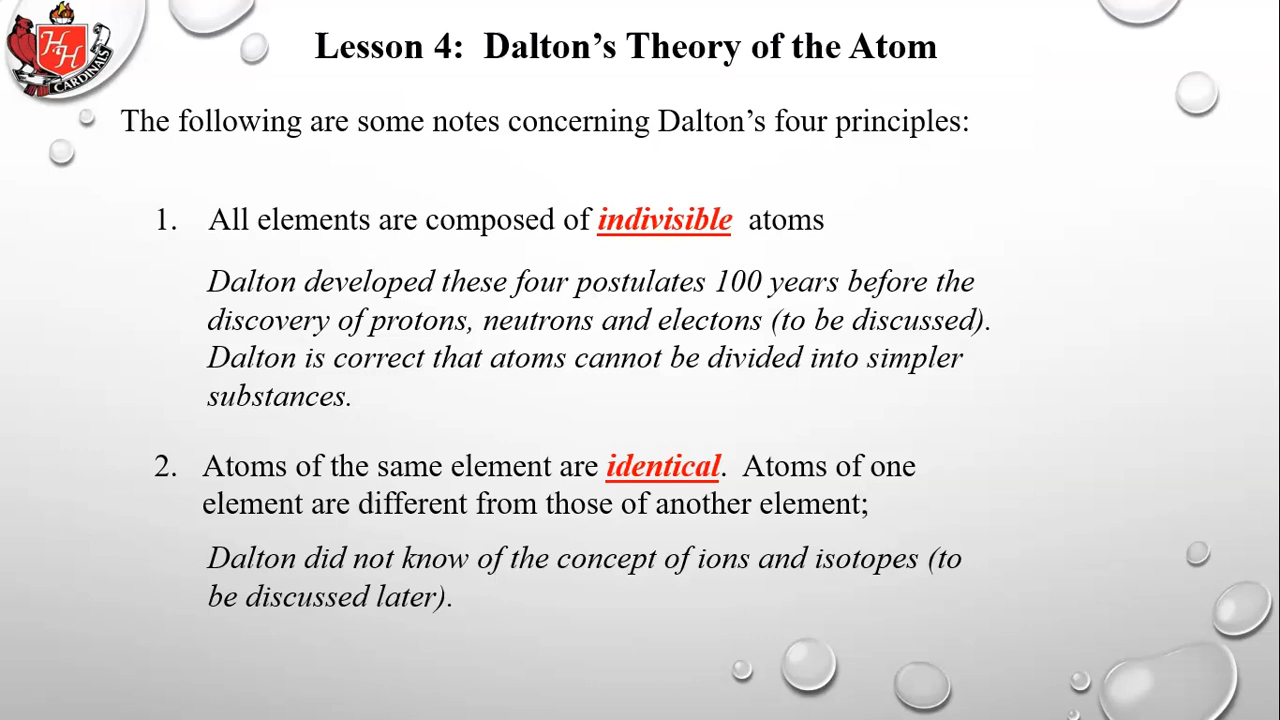 H H
CARDINALS
Lesson 4: Dalton’s Theory of the Atom
The following are some notes concerning Dalton’s four principles:
1. All elements are composed of indivisible atoms
Dalton developed these four postulates 100 years before the
discovery of protons, neutrons and electons (to be discussed).
Dalton is correct that atoms cannot be divided into simpler
substances.
2. Atoms of the same element are identical. Atoms of one
element are different from those of another element;
Dalton did not know of the concept of ions and isotopes (to
be discussed later).